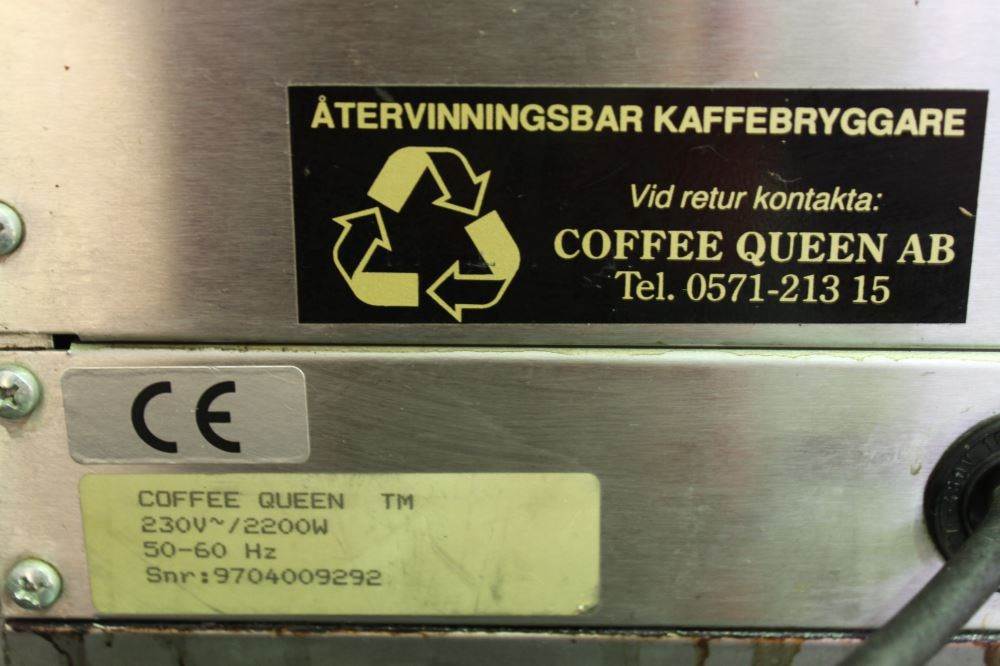 ÅTERVINNINGSBAR KAFFEBRYGGARE
Vid retur kontakta:
COFFEE QUEEN AB
Tel. 0571-213 15
CE
COFFEE QUEEN TM
230V~/2200W
50-60 Hz
Snr:9704009292